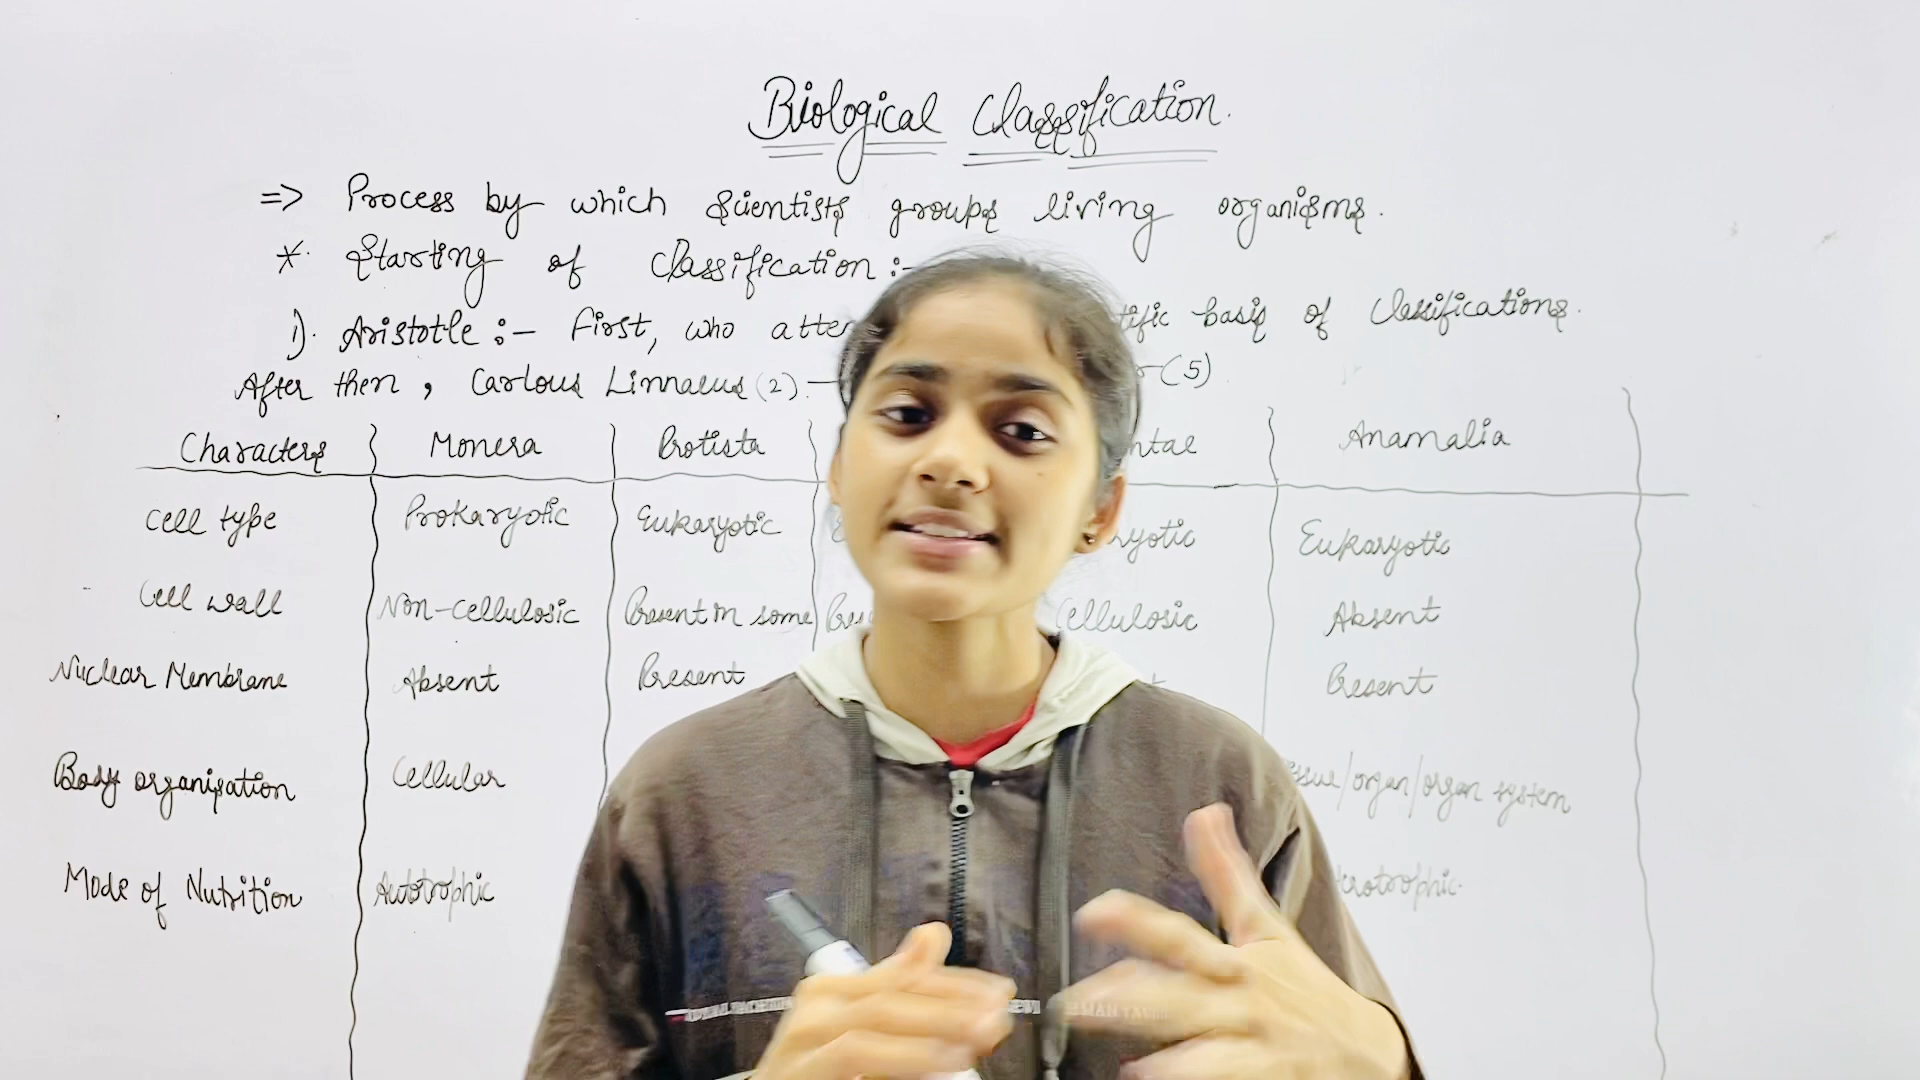 Biological Classification.
=> Process by which scientists groups living organisms.
*. Starting of Classification :-
1). Aristotle :- First, who atte tific basis of Classifications.
After then, Carlous Linnaeus (2). — (5)
Characters Monera Protista ntae Anamalia
Cell type Prokaryotic Eukaryotic yotic Eukaryotic
Cell wall Non-cellulosic Present in some Pres Cellulosic Absent
Nuclear Membrane Absent Present Present
Body organisation Cellular issue/organ/organ system
Mode of Nutrition Autotrophic terotrophic.